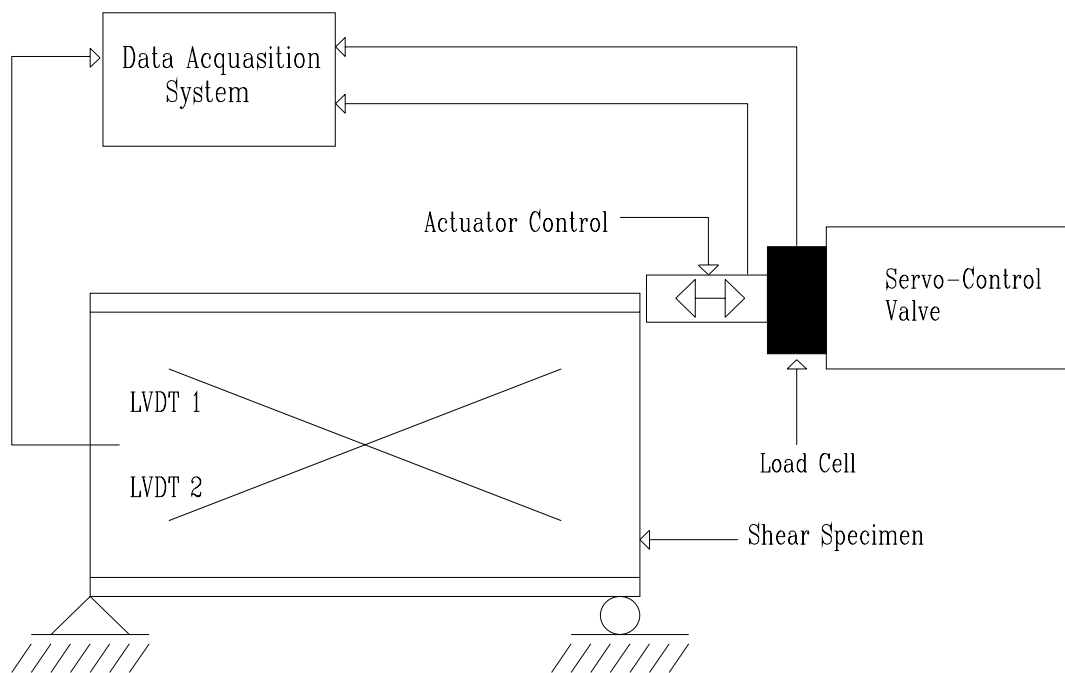 Data Acquasition
System
Actuator Control
Servo-Control
Valve
LVDT 1
LVDT 2
Load Cell
Shear Specimen